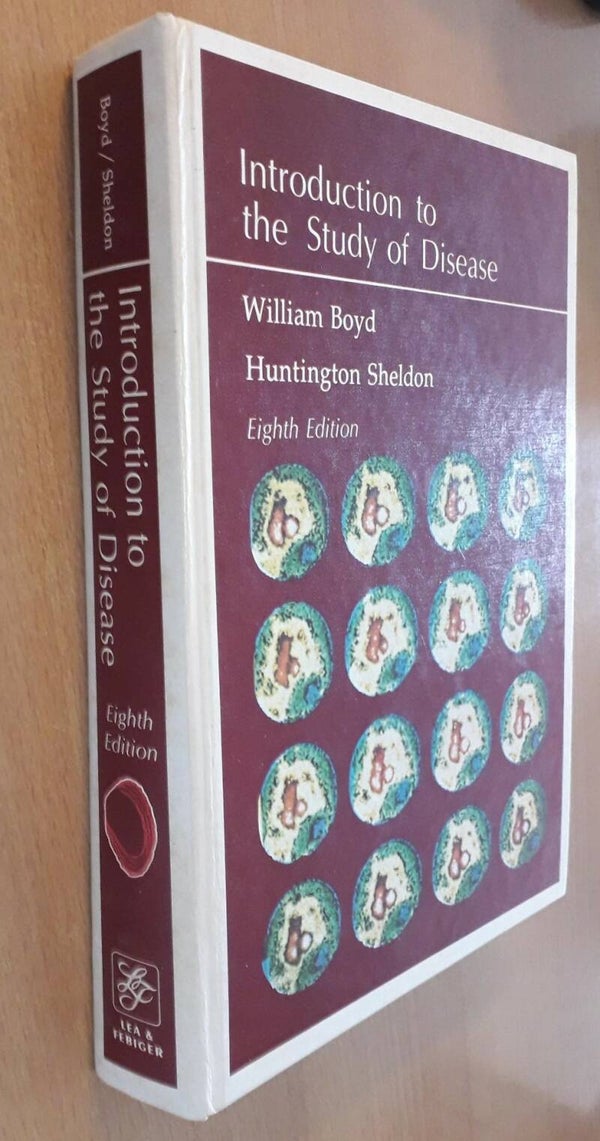 Boyd / Sheldon
Introduction to
the Study of Disease
Eighth
Edition
LF
LEA &
FEBIGER
Introduction to
the Study of Disease
William Boyd
Huntington Sheldon
Eighth Edition